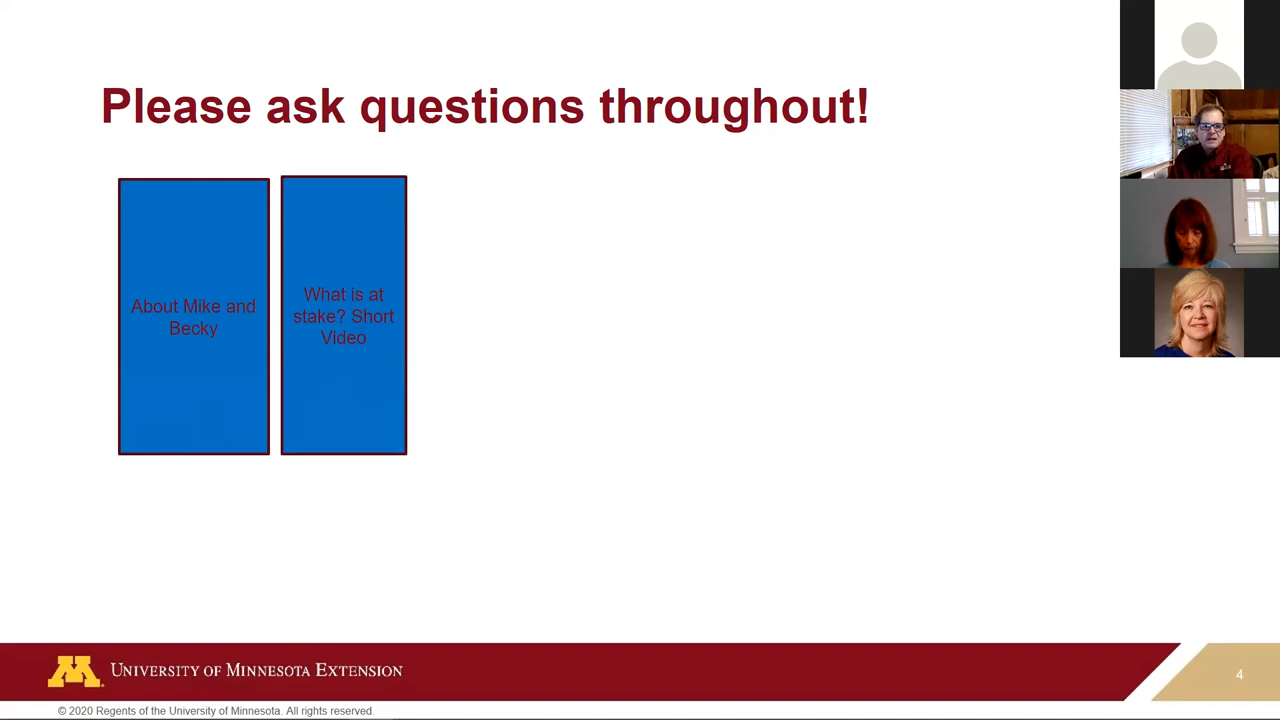 Please ask questions throughout!
About Mike and
Becky
What is at
stake? Short
Video
UNIVERSITY OF MINNESOTA EXTENSION
4
© 2020 Regents of the University of Minnesota. All rights reserved.